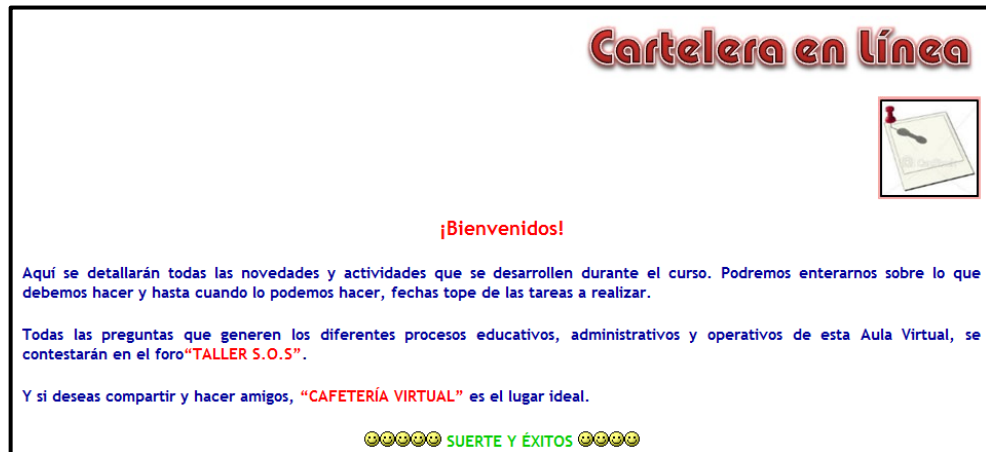 Cartelera en Línea
¡Bienvenidos!
Aquí se detallarán todas las novedades y actividades que se desarrollen durante el curso. Podremos enterarnos sobre lo que
debemos hacer y hasta cuando lo podemos hacer, fechas tope de las tareas a realizar.
Todas las preguntas que generen los diferentes procesos educativos, administrativos y operativos de esta Aula Virtual, se
contestarán en el foro“TALLER S.O.S”.
Y si deseas compartir y hacer amigos, “CAFETERÍA VIRTUAL” es el lugar ideal.
SUERTE Y ÉXITOS